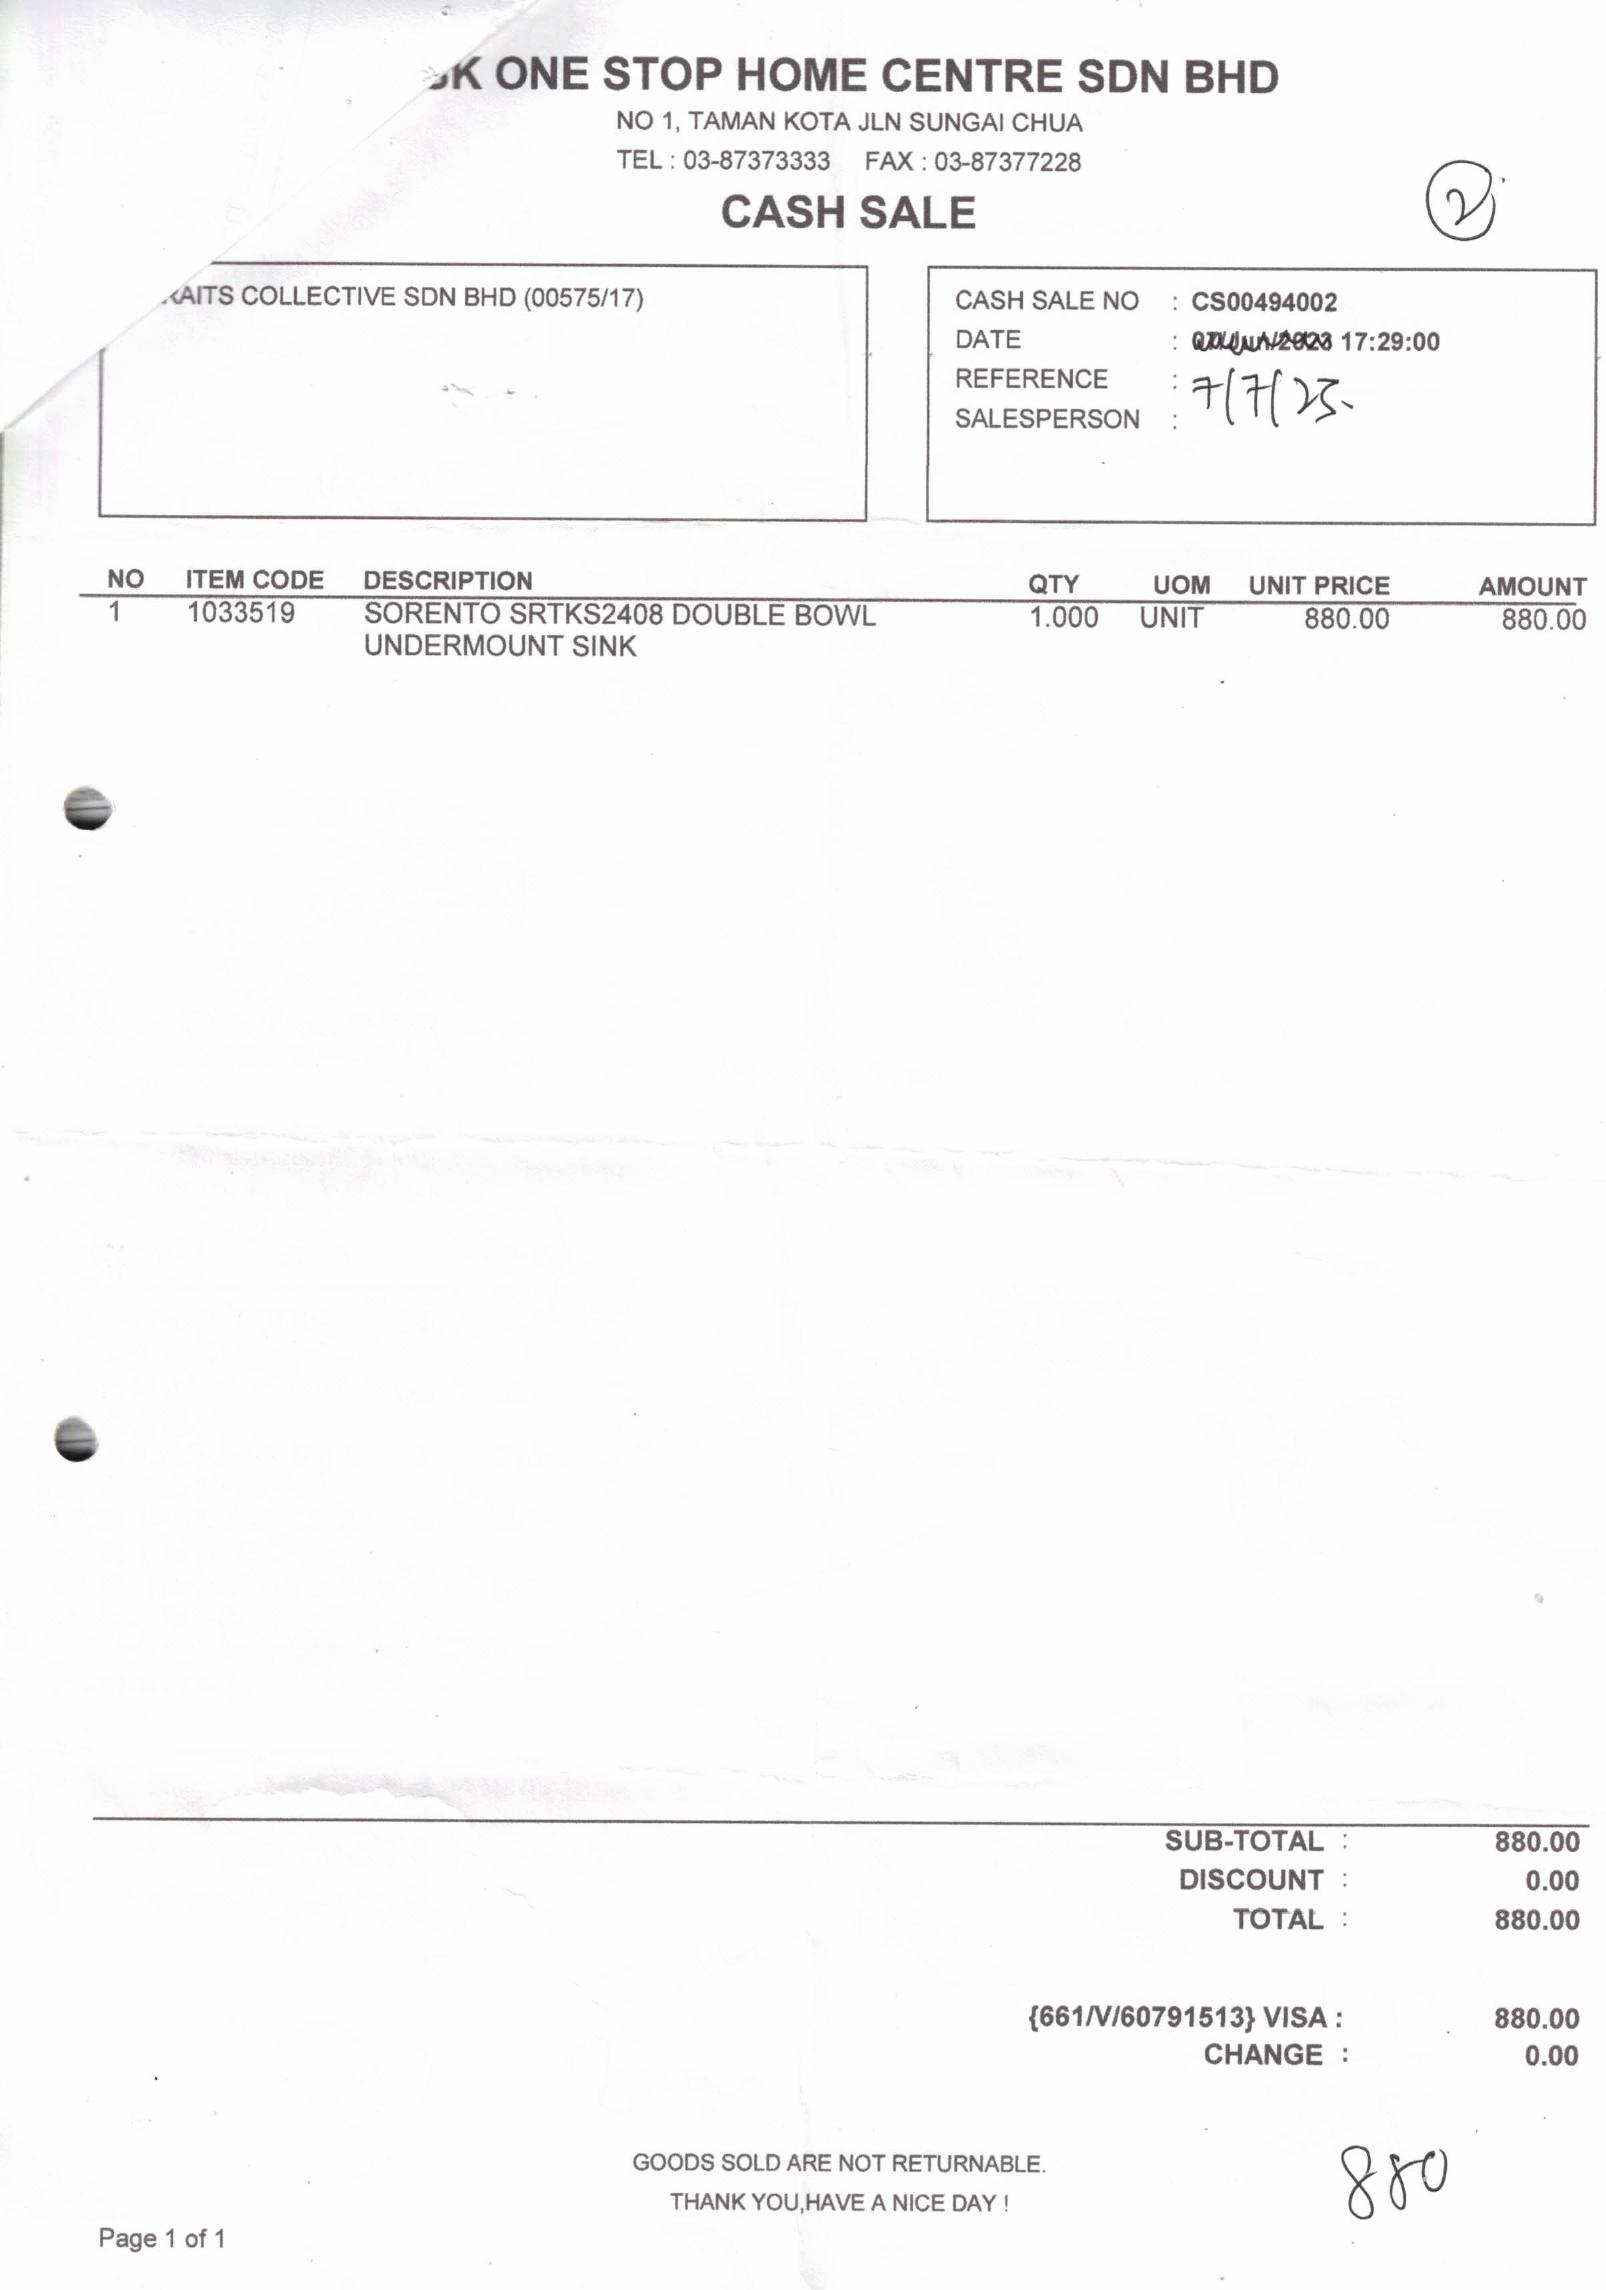 K ONE STOP HOME CENTRE SDN BHD
NO 1, TAMAN KOTA JLN SUNGAI CHUA
TEL : 03-87373333 FAX : 03-87377228
CASH SALE
2
AITS COLLECTIVE SDN BHD (00575/17)
CASH SALE NO : CS00494002
DATE : 17:29:00
REFERENCE :
7/7/23.
SALESPERSON :
NO ITEM CODE DESCRIPTION QTY UOM UNIT PRICE AMOUNT
1 1033519 SORENTO SRTKS2408 DOUBLE BOWL 1.000 UNIT 880.00 880.00
UNDERMOUNT SINK
SUB-TOTAL : 880.00
DISCOUNT : 0.00
TOTAL : 880.00
{661/V/60791513} VISA : 880.00
CHANGE : 0.00
GOODS SOLD ARE NOT RETURNABLE.
THANK YOU,HAVE A NICE DAY !
880
Page 1 of 1